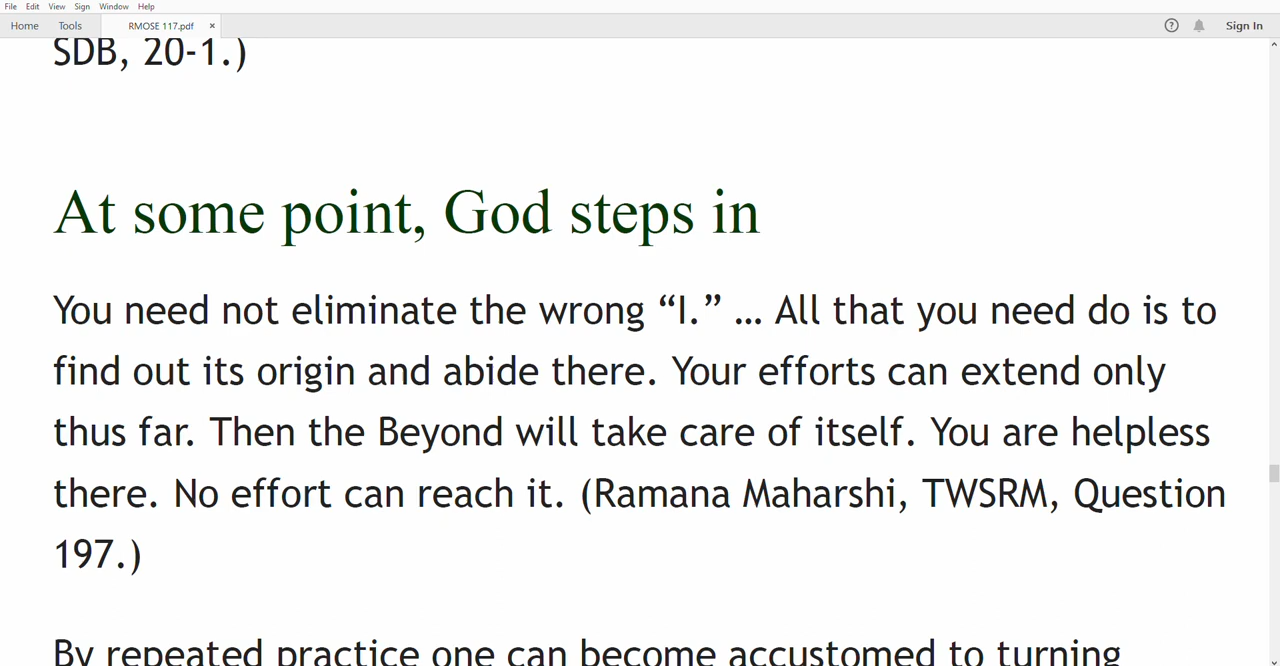 File Edit View Sign Window Help
Home Tools RMOSE 117.pdf × Sign In
SDB, 20-1.)
At some point, God steps in
You need not eliminate the wrong “I.” … All that you need do is to
find out its origin and abide there. Your efforts can extend only
thus far. Then the Beyond will take care of itself. You are helpless
there. No effort can reach it. (Ramana Maharshi, TWSRM, Question
197.)
By repeated practice one can become accustomed to turning